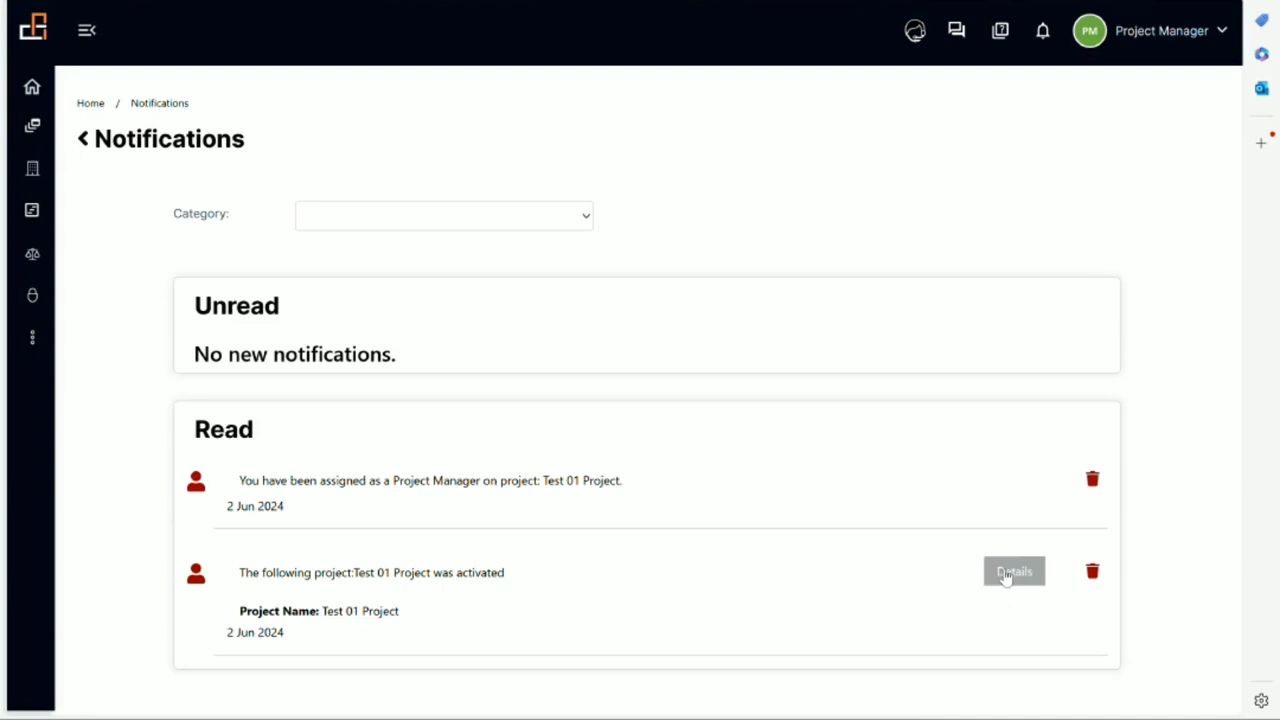 PM Project Manager
Home / Notifications
Notifications
Category:
Unread
No new notifications.
Read
You have been assigned as a Project Manager on project: Test 01 Project.
2 Jun 2024
The following project:Test 01 Project was activated
Details
Project Name: Test 01 Project
2 Jun 2024